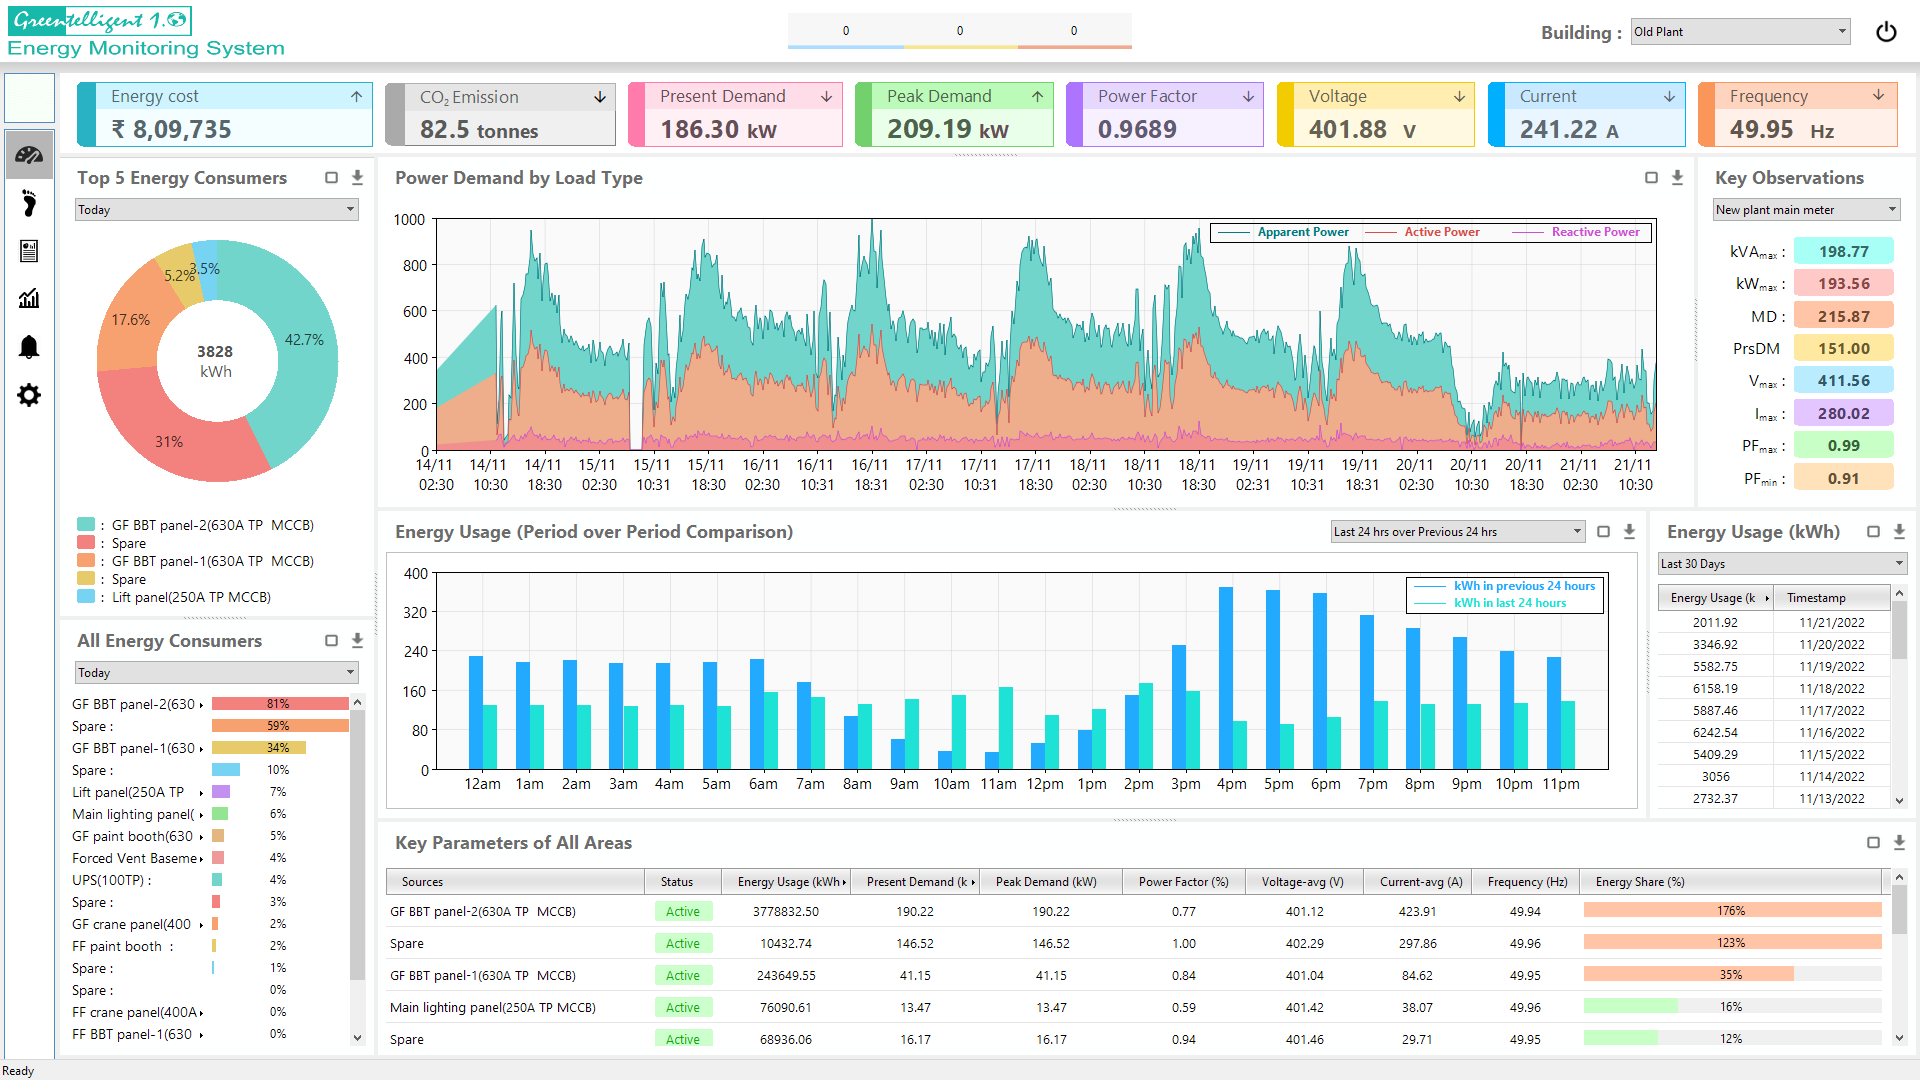 Greentelligent 1.0
Energy Monitoring System
0 0 0
Building : Old Plant
Energy cost
₹ 8,09,735
CO₂ Emission
82.5 tonnes
Present Demand
186.30 kW
Peak Demand
209.19 kW
Power Factor
0.9689
Voltage
401.88 V
Current
241.22 A
Frequency
49.95 Hz
Top 5 Energy Consumers
Today
3.5%
5.2%
17.6%
42.7%
3828
kWh
31%
: GF BBT panel-2(630A TP MCCB)
: Spare
: GF BBT panel-1(630A TP MCCB)
: Spare
: Lift panel(250A TP MCCB)
All Energy Consumers
Today
GF BBT panel-2(630 81%
Spare : 59%
GF BBT panel-1(630 34%
Spare : 10%
Lift panel(250A TP 7%
Main lighting panel( 6%
GF paint booth(630 5%
Forced Vent Baseme 4%
UPS(100TP) : 4%
Spare : 3%
GF crane panel(400 2%
FF paint booth : 2%
Spare : 1%
Spare : 0%
FF crane panel(400A 0%
FF BBT panel-1(630 0%
Power Demand by Load Type
Apparent Power Active Power Reactive Power
1000
800
600
400
200
0
14/11 14/11 14/11 15/11 15/11 15/11 16/11 16/11 16/11 17/11 17/11 17/11 18/11 18/11 18/11 19/11 19/11 19/11 20/11 20/11 20/11 21/11 21/11
02:30 10:30 18:30 02:30 10:31 18:30 02:30 10:31 18:31 02:30 10:31 18:30 02:30 10:31 18:30 02:30 10:31 18:31 02:30 10:30 18:30 02:30 10:30
Key Observations
New plant main meter
kVAmax : 198.77
kWmax : 193.56
MD : 215.87
PrsDM 151.00
Vmax : 411.56
Imax : 280.02
PFmax : 0.99
PFmin : 0.91
Energy Usage (Period over Period Comparison)
Last 24 hrs over Previous 24 hrs
kWh in previous 24 hours
kWh in last 24 hours
400
320
240
160
80
0
12am 1am 2am 3am 4am 5am 6am 7am 8am 9am 10am 11am 12pm 1pm 2pm 3pm 4pm 5pm 6pm 7pm 8pm 9pm 10pm 11pm
Energy Usage (kWh)
Last 30 Days
Energy Usage (k Timestamp
2011.92 11/21/2022
3346.92 11/20/2022
5582.75 11/19/2022
6158.19 11/18/2022
5887.46 11/17/2022
6242.54 11/16/2022
5409.29 11/15/2022
3056 11/14/2022
2732.37 11/13/2022
Key Parameters of All Areas
Sources Status Energy Usage (kWh Present Demand (k Peak Demand (kW) Power Factor (%) Voltage-avg (V) Current-avg (A) Frequency (Hz) Energy Share (%)
GF BBT panel-2(630A TP MCCB) Active 3778832.50 190.22 190.22 0.77 401.12 423.91 49.94 176%
Spare Active 10432.74 146.52 146.52 1.00 402.29 297.86 49.96 123%
GF BBT panel-1(630A TP MCCB) Active 243649.55 41.15 41.15 0.84 401.04 84.62 49.95 35%
Main lighting panel(250A TP MCCB) Active 76090.61 13.47 13.47 0.59 401.42 38.07 49.96 16%
Spare Active 68936.06 16.17 16.17 0.94 401.46 29.71 49.95 12%
Ready